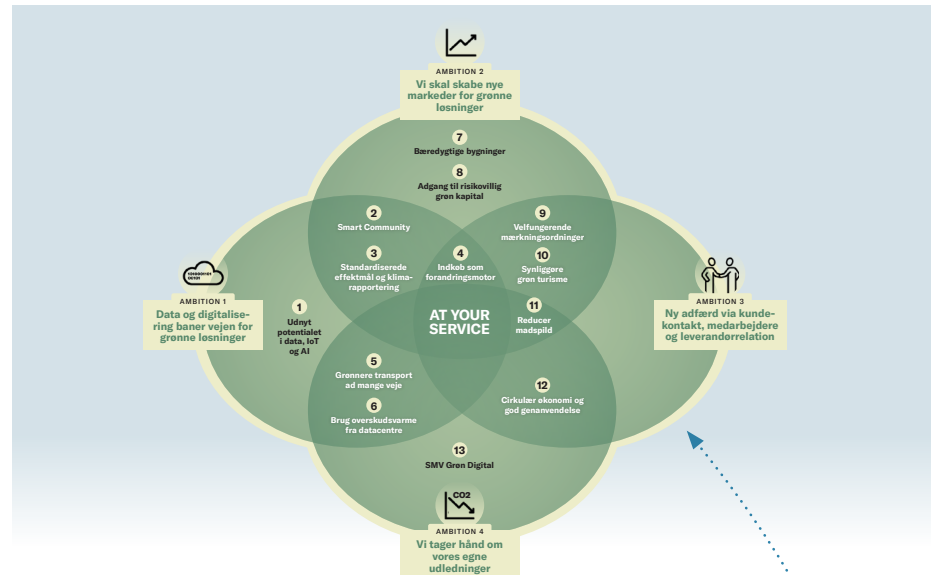 AMBITION 2
Vi skal skabe nye
markeder for grønne
løsninger
7
Bæredygtige bygninger
8
Adgang til risikovillig
grøn kapital
2
Smart Community
9
Velfungerende
mærkningsordninger
3
Standardiserede
effektmål og klima-
rapportering
4
Indkøb som
forandringsmotor
10
Synliggøre
grøn turisme
AMBITION 1
Data og digitalise-
ring baner vejen for
grønne løsninger
1
Udnyt
potentialet
i data, IoT
og AI
AT YOUR
SERVICE
11
Reducer
madspild
AMBITION 3
Ny adfærd via kunde-
kontakt, medarbejdere
og leverandørrelation
5
Grønnere transport
ad mange veje
6
Brug overskudsvarme
fra datacentre
12
Cirkulær økonomi og
god genanvendelse
13
SMV Grøn Digital
CO2
AMBITION 4
Vi tager hånd om
vores egne
udledninger